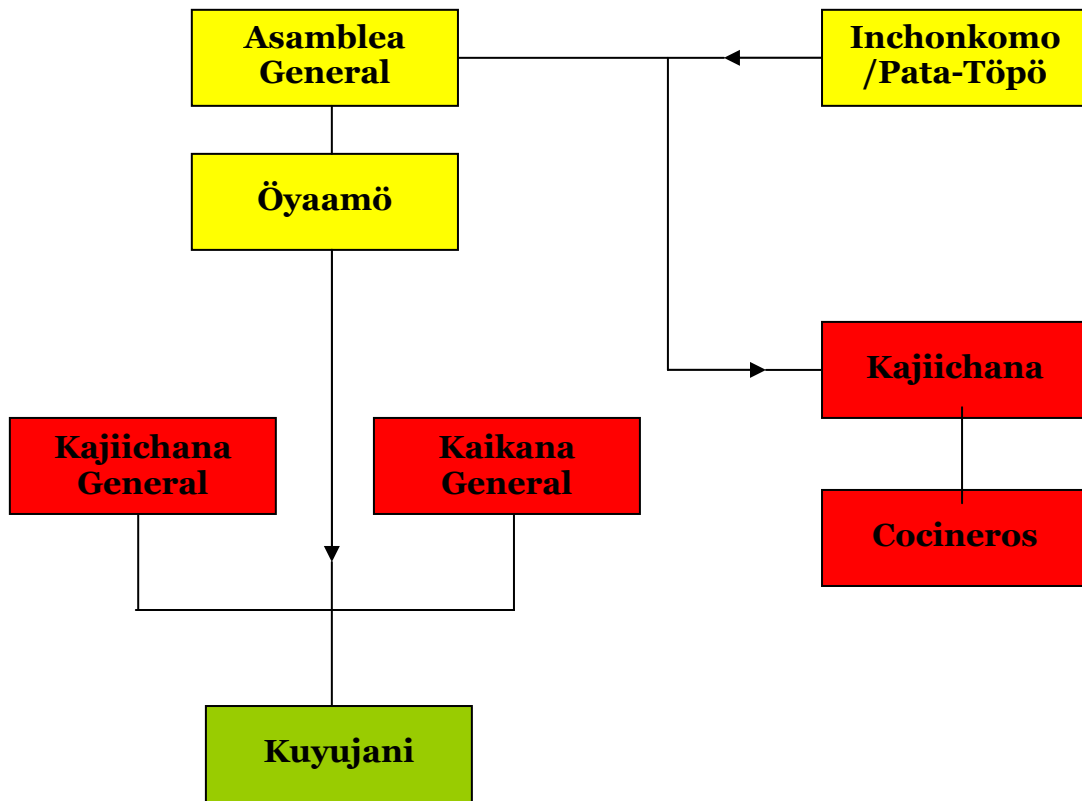 Asamblea
General
Inchonkomo
/Pata-Töpö
Öyaamö
Kajiichana
Kajiichana
General
Kaikana
General
Cocineros
Kuyujani